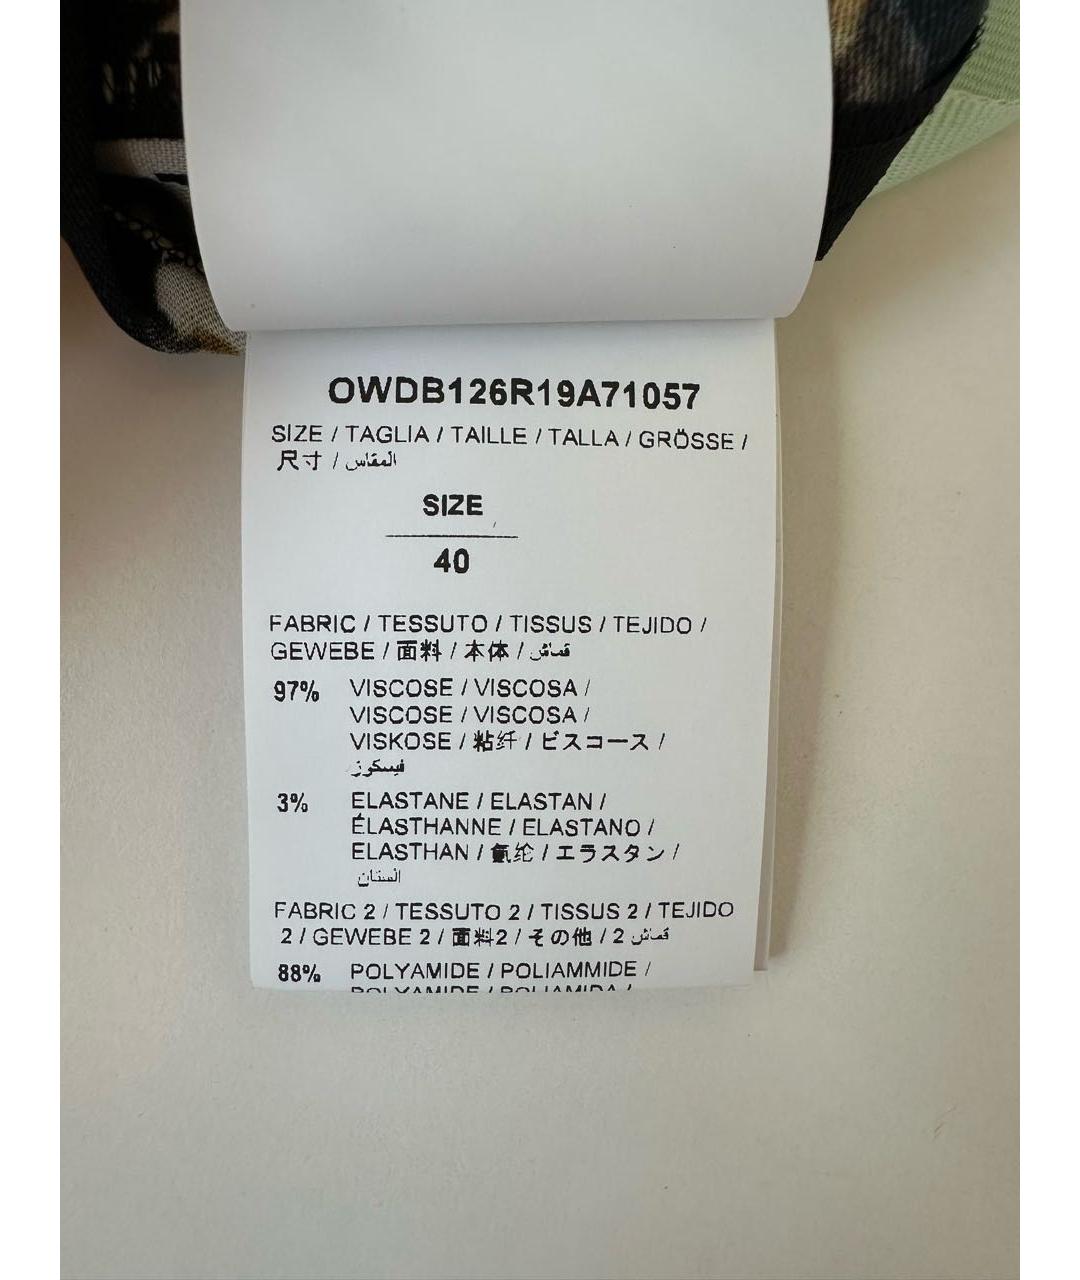 OWDB126R19A71057
SIZE / TAGLIA / TAILLE / TALLA / GRÖSSE /
尺寸 / المقاس
SIZE
40
FABRIC / TESSUTO / TISSUS / TEJIDO /
GEWEBE / 面料 / 本体 / قماش
97% VISCOSE / VISCOSA /
VISCOSE / VISCOSA /
VISKOSE / 粘纤 / ビスコース /
فيسكوز
3% ELASTANE / ELASTAN /
ÉLASTHANNE / ELASTANO /
ELASTHAN / 氨纶 / エラスタン /
الستان
FABRIC 2 / TESSUTO 2 / TISSUS 2 / TEJIDO
2 / GEWEBE 2 / 面料2 / その他 / 2 قماش
88% POLYAMIDE / POLIAMMIDE /
POLYAMIDE / POLIAMIDA /